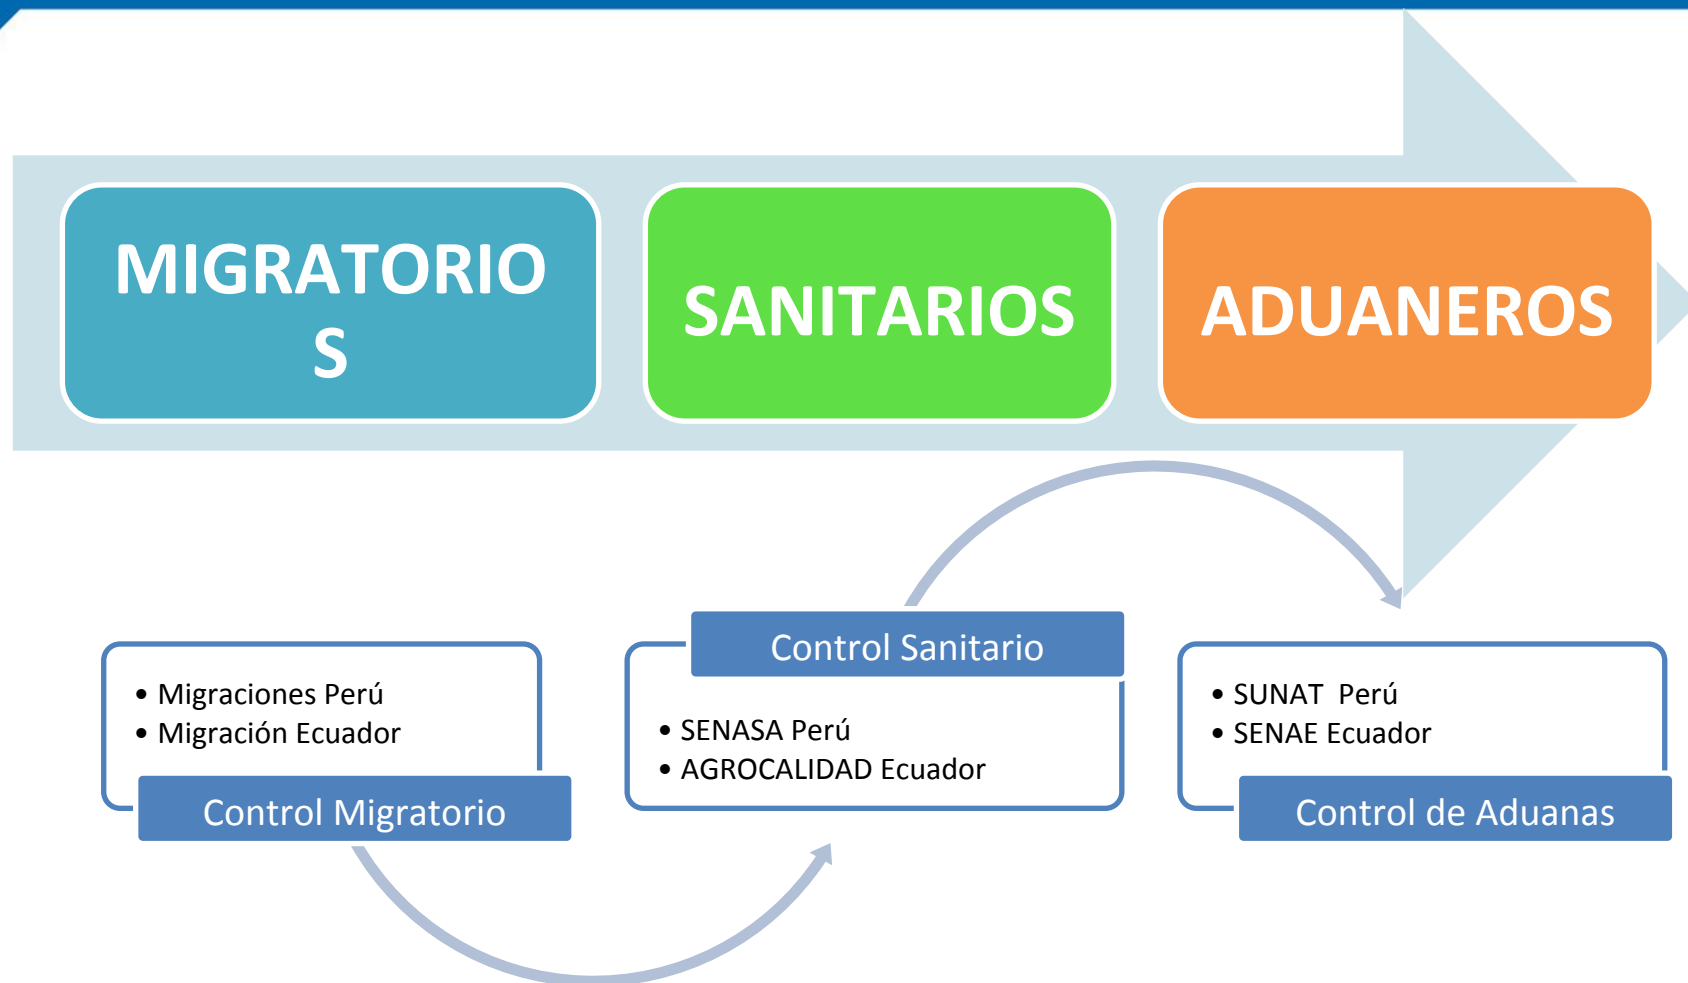 MIGRATORIO
S
SANITARIOS
ADUANEROS
• Migraciones Perú
• Migración Ecuador
Control Migratorio
Control Sanitario
• SENASA Perú
• AGROCALIDAD Ecuador
• SUNAT  Perú
• SENAE Ecuador
Control de Aduanas